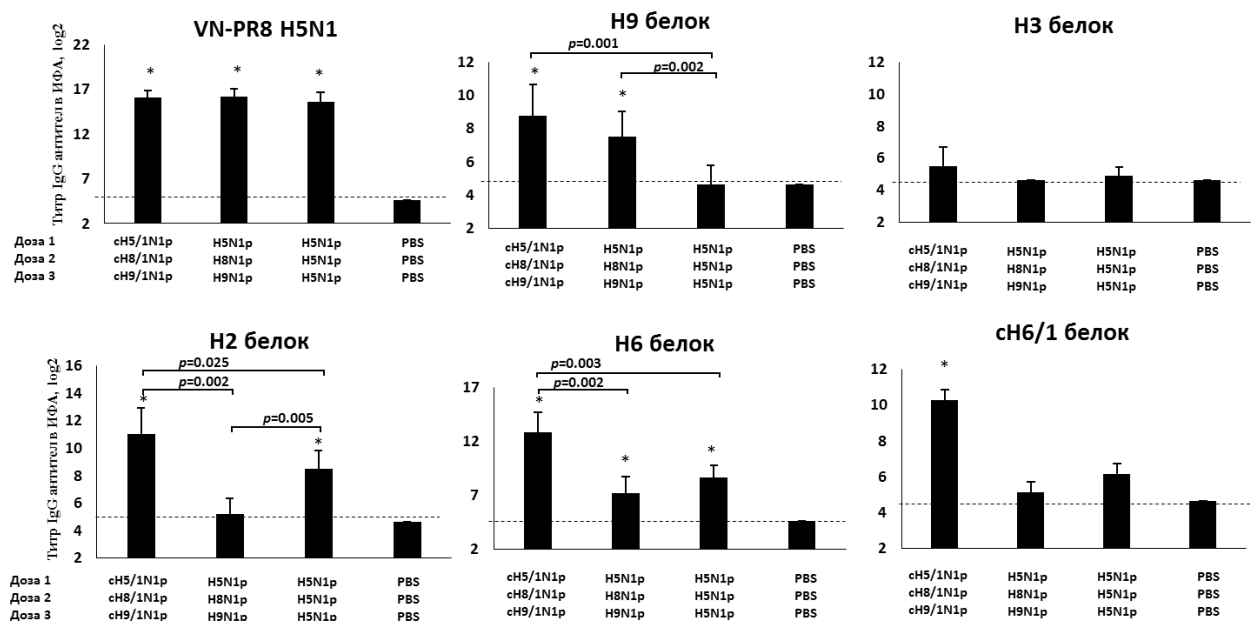 VN-PR8 H5N1
Титр IgG антител в ИФА, log2
22
17
12
7
2
* * *
Доза 1 cH5/1N1p H5N1p H5N1p PBS
Доза 2 cH8/1N1p H8N1p H5N1p PBS
Доза 3 cH9/1N1p H9N1p H5N1p PBS
H9 белок
p=0.001
p=0.002
12
10
8
6
4
2
* *
cH5/1N1p H5N1p H5N1p PBS
cH8/1N1p H8N1p H5N1p PBS
cH9/1N1p H9N1p H5N1p PBS
H3 белок
12
10
8
6
4
2
cH5/1N1p H5N1p H5N1p PBS
cH8/1N1p H8N1p H5N1p PBS
cH9/1N1p H9N1p H5N1p PBS
H2 белок
Титр IgG антител в ИФА, log2
p=0.025
p=0.002
p=0.005
16
14
12
10
8
6
4
2
* *
Доза 1 cH5/1N1p H5N1p H5N1p PBS
Доза 2 cH8/1N1p H8N1p H5N1p PBS
Доза 3 cH9/1N1p H9N1p H5N1p PBS
H6 белок
p=0.003
p=0.002
17
12
7
2
* * *
cH5/1N1p H5N1p H5N1p PBS
cH8/1N1p H8N1p H5N1p PBS
cH9/1N1p H9N1p H5N1p PBS
cH6/1 белок
12
10
8
6
4
2
*
cH5/1N1p H5N1p H5N1p PBS
cH8/1N1p H8N1p H5N1p PBS
cH9/1N1p H9N1p H5N1p PBS